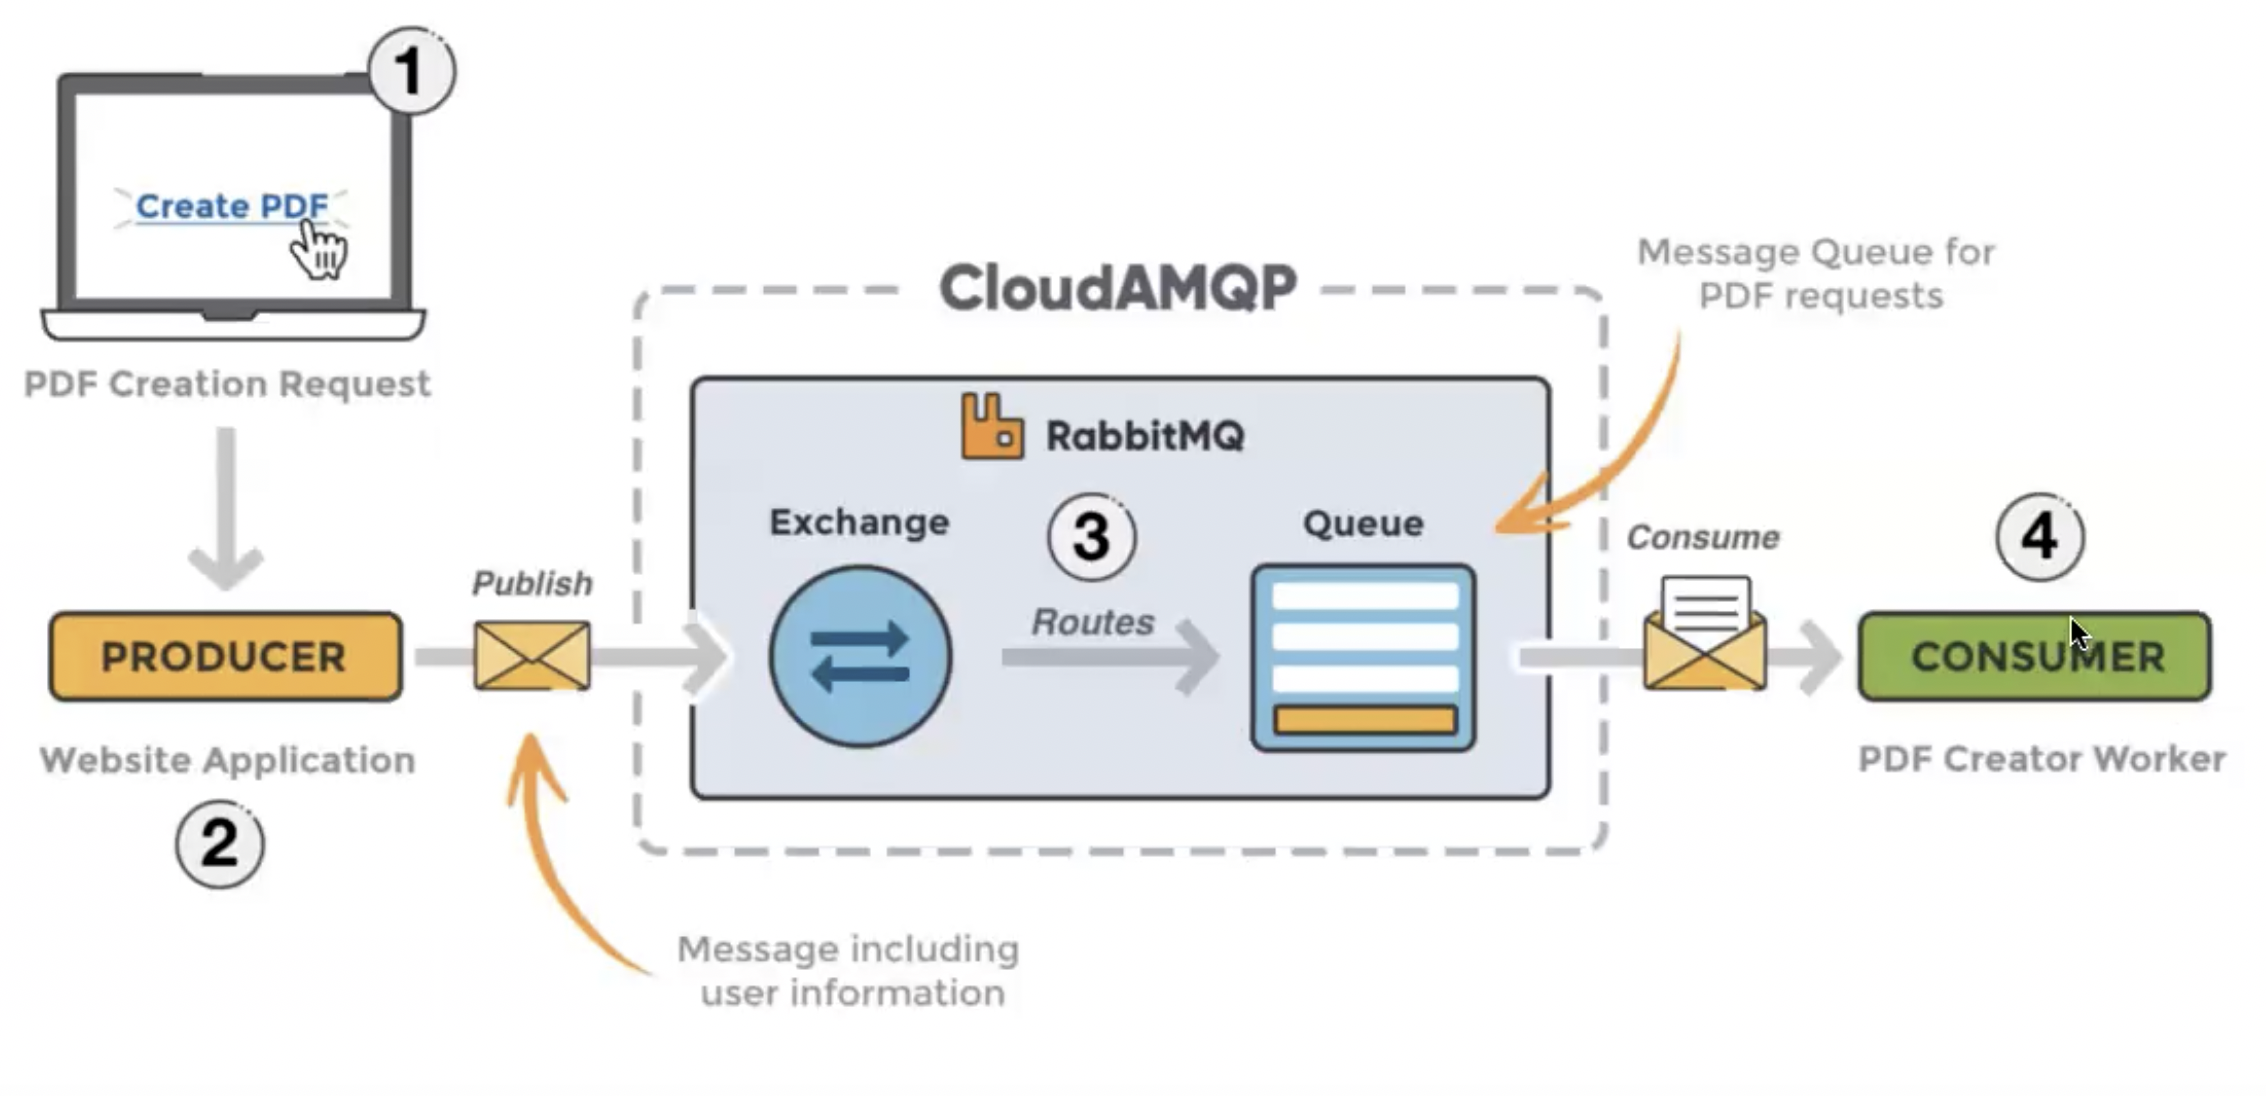 1
Create PDF
PDF Creation Request
CloudAMQP
Message Queue for
PDF requests
RabbitMQ
Exchange
3
Queue
Routes
Publish
Consume
4
PRODUCER
CONSUMER
Website Application
PDF Creator Worker
2
Message including
user information